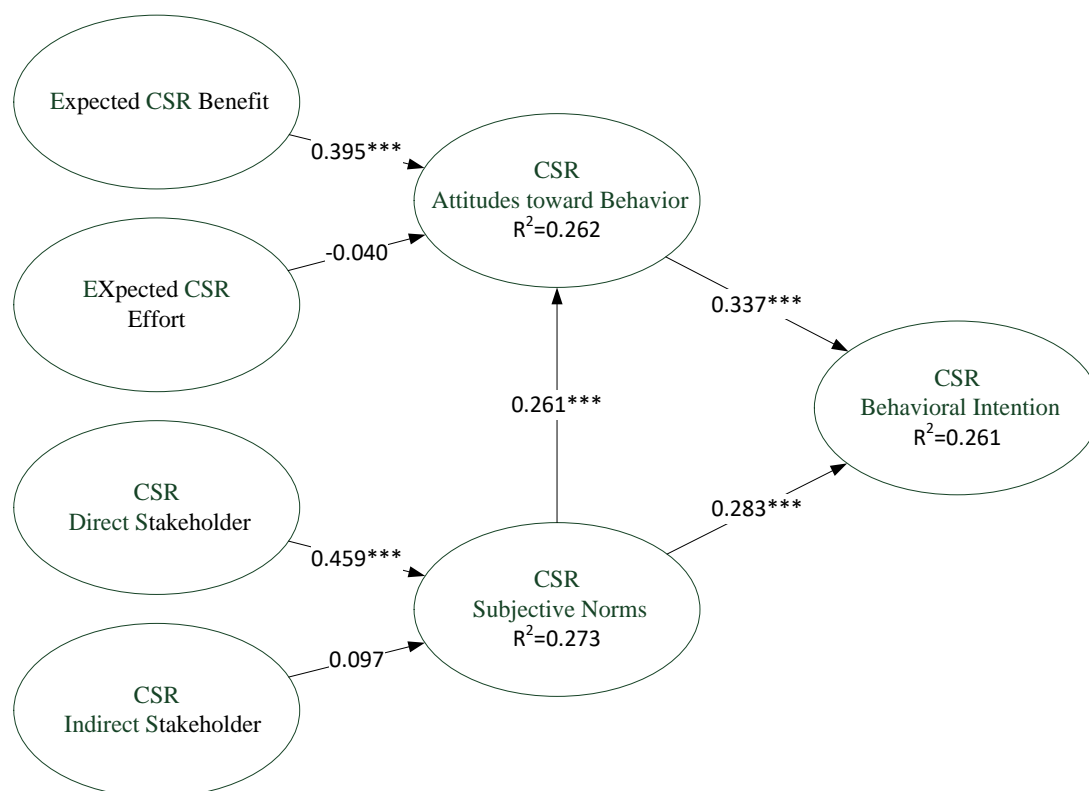 Expected CSR Benefit
0.395***
CSR
Attitudes toward Behavior
R²=0.262
-0.040
EXpected CSR
Effort
0.337***
0.261***
CSR
Behavioral Intention
R²=0.261
CSR
Direct Stakeholder
0.459***
0.283***
CSR
Subjective Norms
R²=0.273
0.097
CSR
Indirect Stakeholder